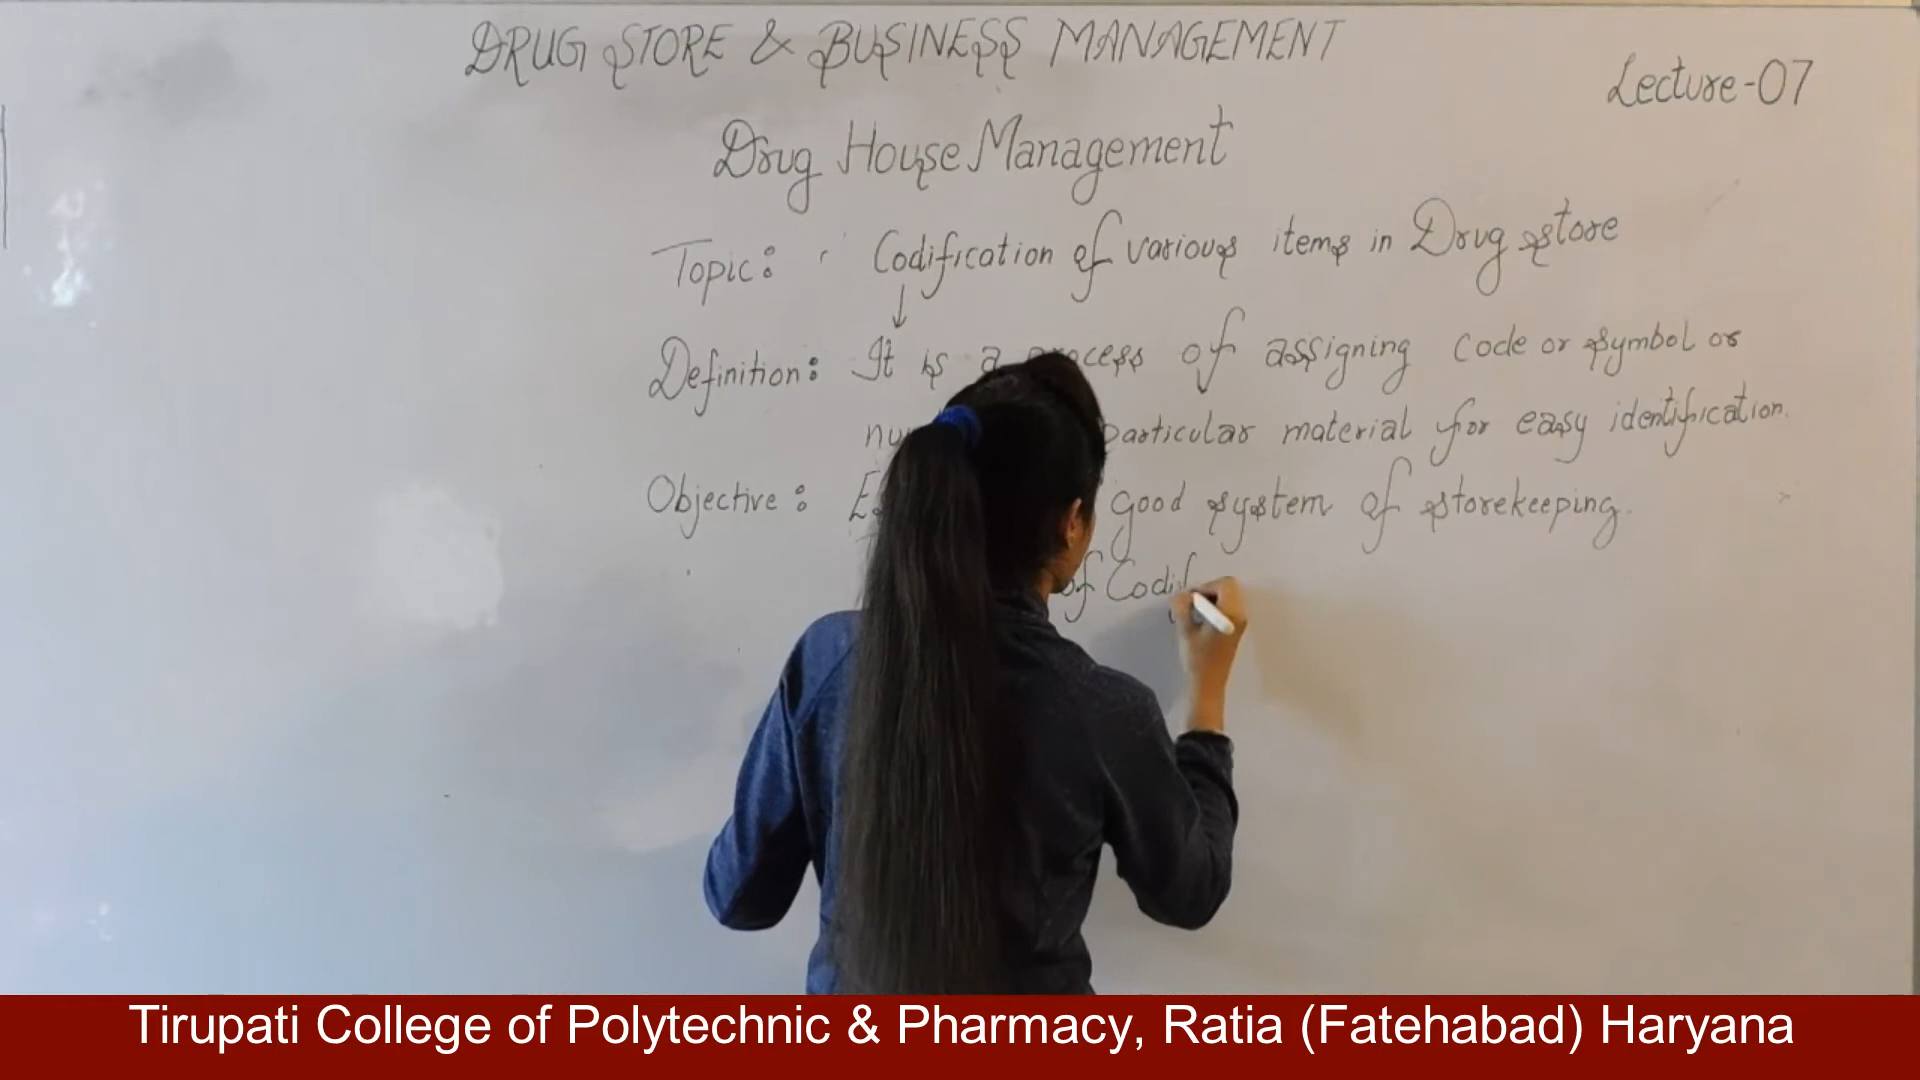 DRUG STORE & BUSINESS MANAGEMENT
Lecture-07
Drug House Management
Topic: Codification of various items in Drug store
Definition: It is a process of assigning code or symbol or
particular material for easy identification.
Objective: good system of storekeeping.
of Codif
Tirupati College of Polytechnic & Pharmacy, Ratia (Fatehabad) Haryana